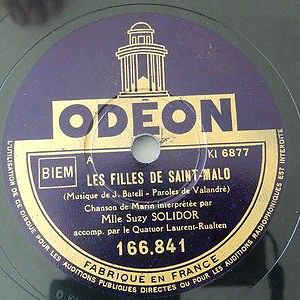 ODEON
A
KI 6877
BIEM
LES FILLES DE SAINT-MALO
(Musique de J. Bateli - Paroles de Valandré)
Chanson de Marin interprétée par
Mlle Suzy SOLIDOR
accomp. par le Quatuor Laurent-Rualten
166.841
FABRIQUÉ EN FRANCE
L'UTILISATION DE CE DISQUE POUR LES AUDITIONS PUBLIQUES DIRECTES OU POUR LES AUDITIONS RADIOPHONIQUES EST INTERDITE